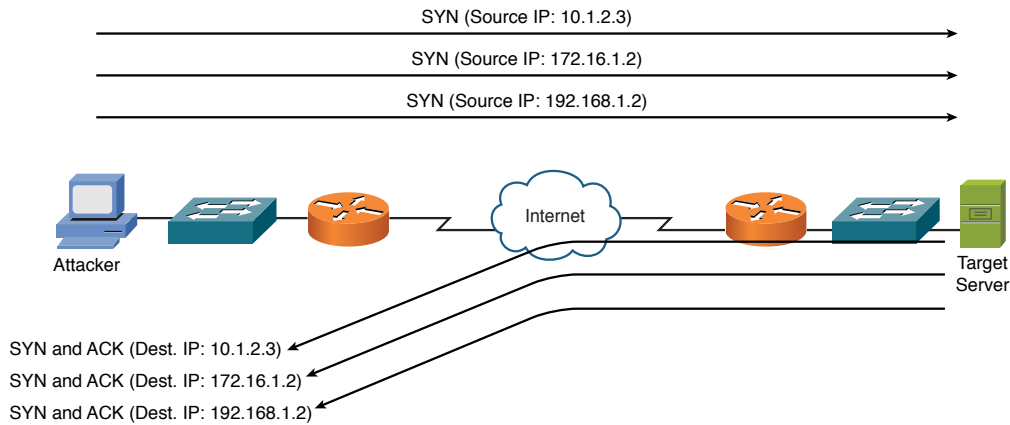 SYN (Source IP: 10.1.2.3)
SYN (Source IP: 172.16.1.2)
SYN (Source IP: 192.168.1.2)
Internet
Attacker
Target
Server
SYN and ACK (Dest. IP: 10.1.2.3)
SYN and ACK (Dest. IP: 172.16.1.2)
SYN and ACK (Dest. IP: 192.168.1.2)